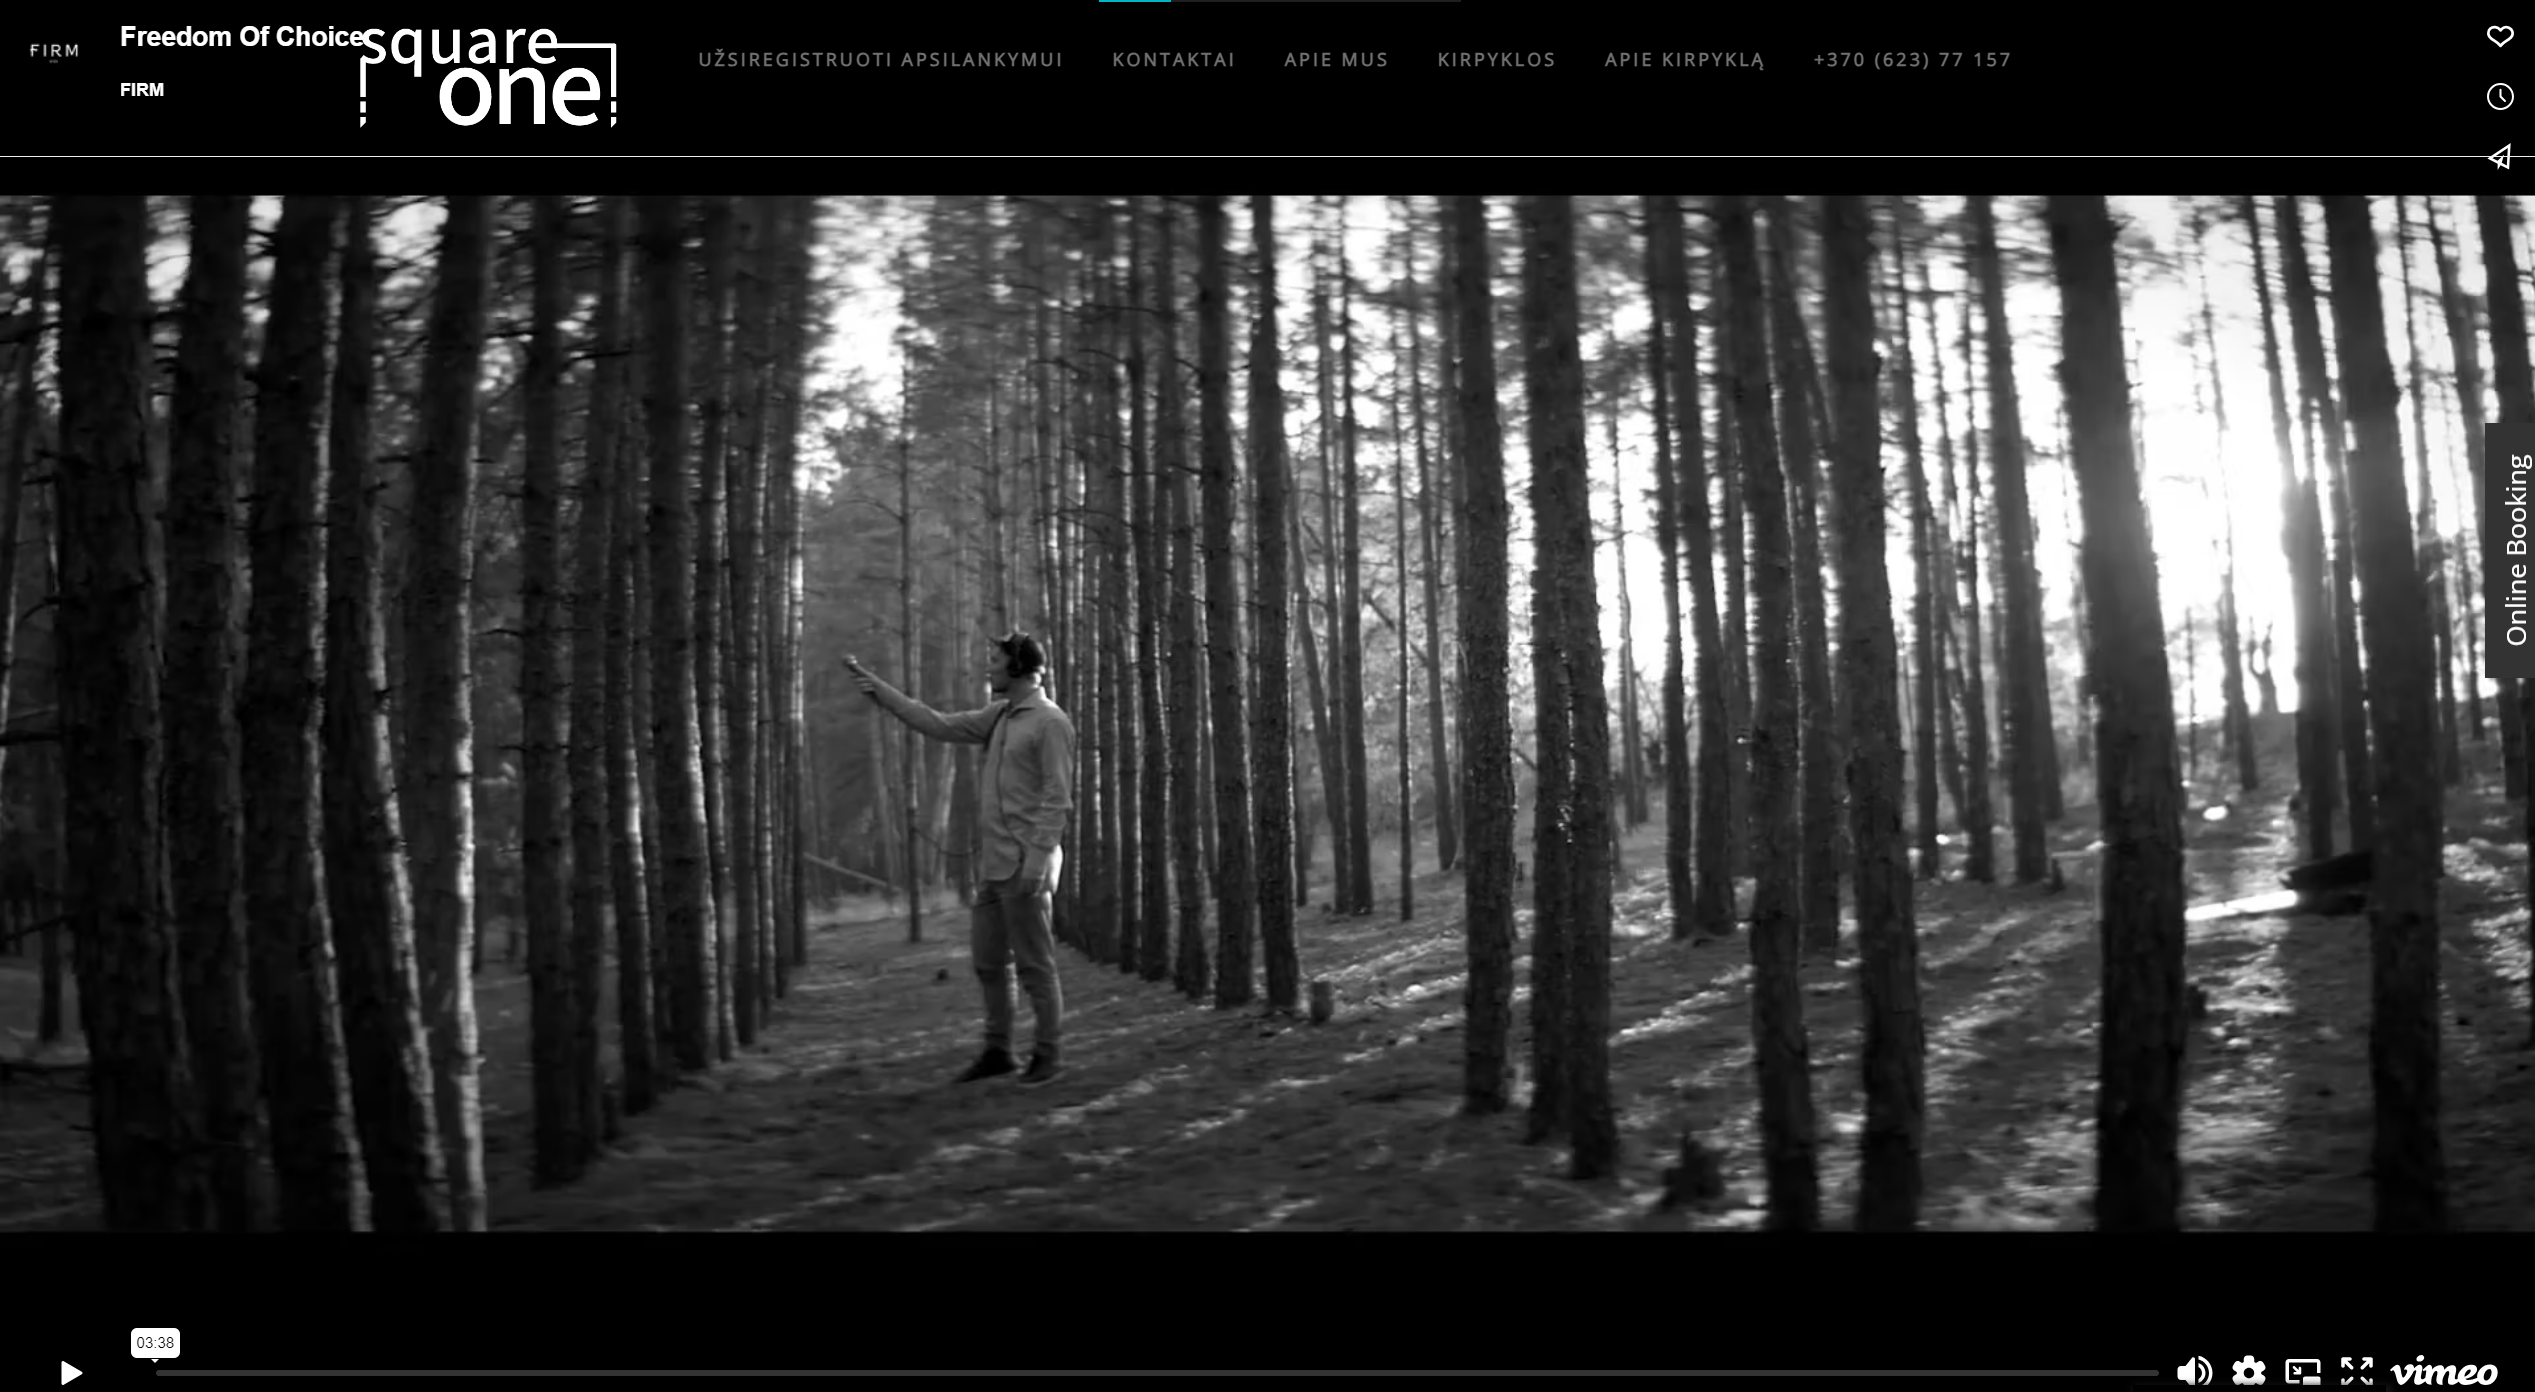 FIRM
Freedom Of Choice
FIRM
square
one
UŽSIREGISTRUOTI APSILANKYMUI
KONTAKTAI
APIE MUS
KIRPYKLOS
APIE KIRPYKLĄ
+370 (623) 77 157
Online Booking
03:38
vimeo